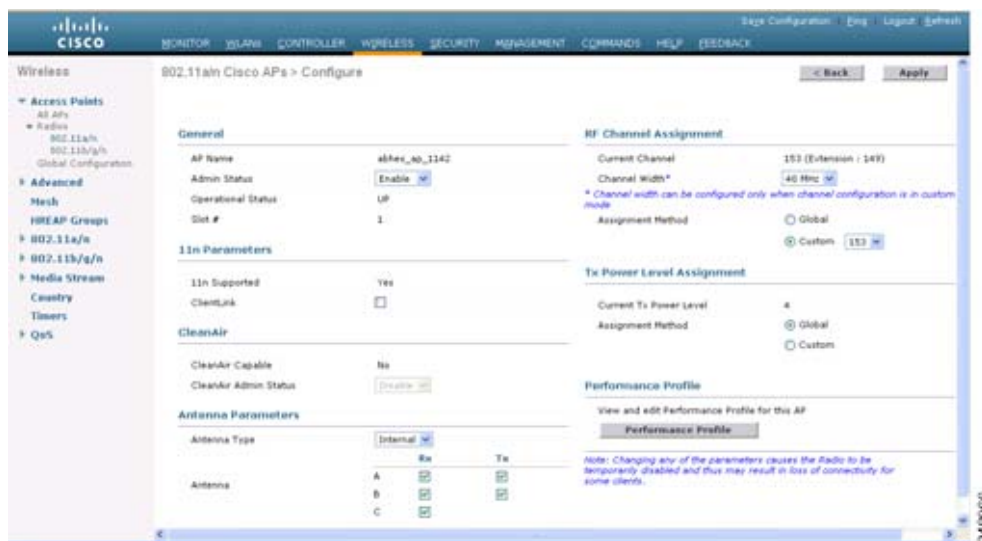 Save Configuration Ping Logout Refresh
CISCO
MONITOR WLANs CONTROLLER WIRELESS SECURITY MANAGEMENT COMMANDS HELP FEEDBACK
Wireless
802.11a/n Cisco APs > Configure
< Back Apply
Access Points
All APs
Radios
802.11a/n
802.11b/g/n
Global Configuration
Advanced
Mesh
HREAP Groups
802.11a/n
802.11b/g/n
Media Stream
Country
Timers
QoS
General
AP Name abhes_ap_1142
Admin Status Enable
Operational Status UP
Slot # 1
11n Parameters
11n Supported Yes
ClientLink
CleanAir
CleanAir Capable No
CleanAir Admin Status Disable
Antenna Parameters
Antenna Type Internal
Rx Tx
Antenna
A
B
C
RF Channel Assignment
Current Channel 153 (Extension : 149)
Channel Width* 40 MHz
* Channel width can be configured only when channel configuration is in custom
mode
Assignment Method Global
Custom 153
Tx Power Level Assignment
Current Tx Power Level 4
Assignment Method Global
Custom
Performance Profile
View and edit Performance Profile for this AP
Performance Profile
Note: Changing any of the parameters causes the Radio to be
temporarily disabled and thus may result in loss of connectivity for
some clients.